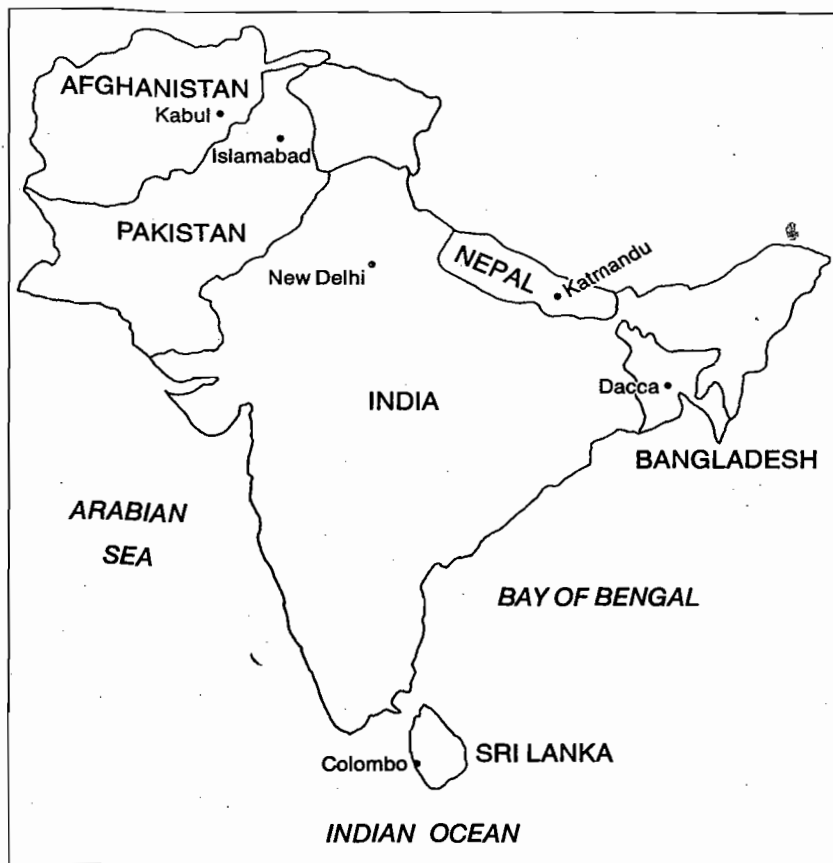 AFGHANISTAN
Kabul
Islamabad
PAKISTAN
New Delhi
NEPAL
Katmandu
INDIA
Dacca
BANGLADESH
ARABIAN
SEA
BAY OF BENGAL
Colombo
SRI LANKA
INDIAN OCEAN